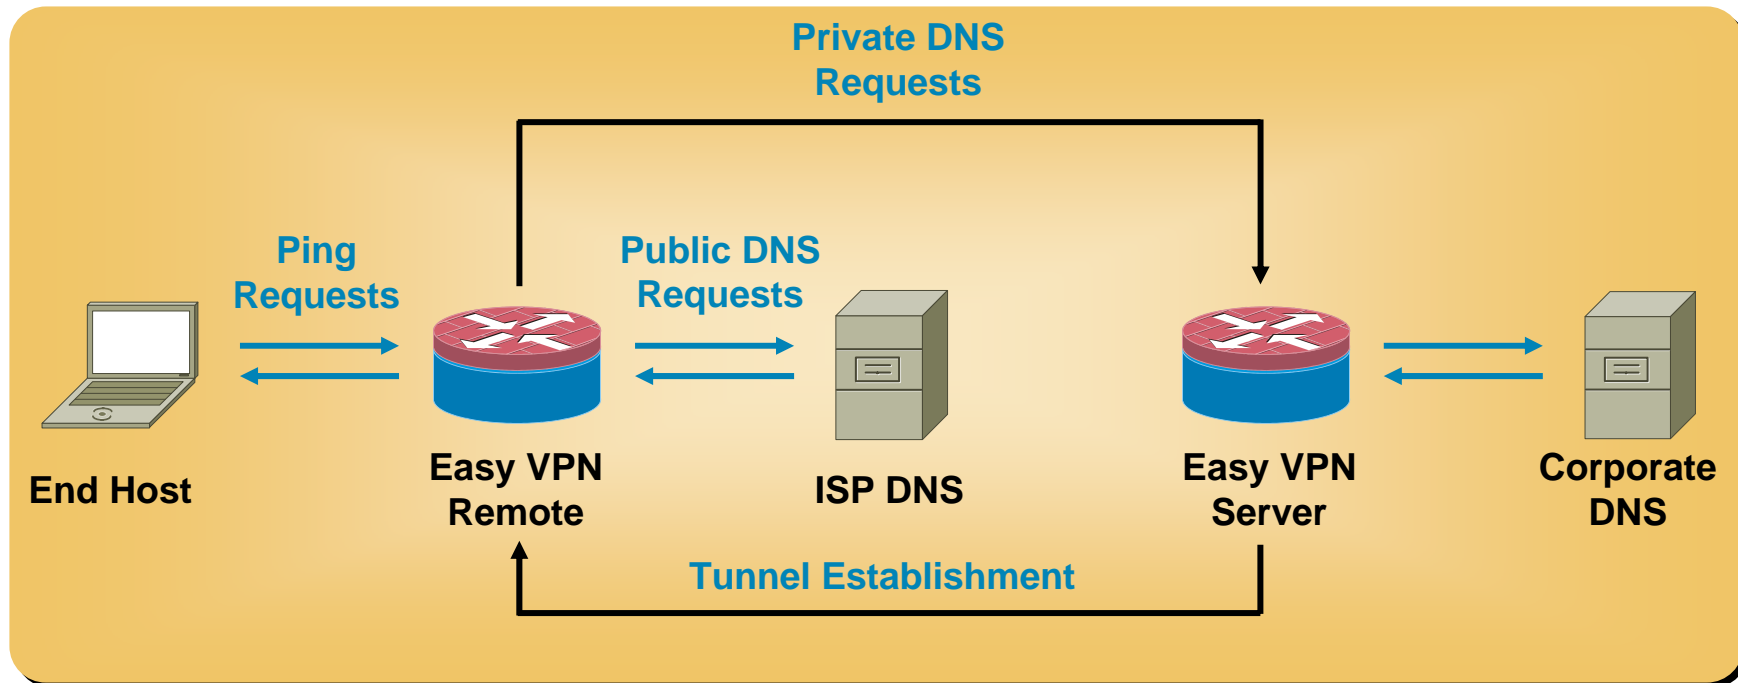 Private DNS
Requests
Ping
Requests
Public DNS
Requests
End Host
Easy VPN
Remote
ISP DNS
Easy VPN
Server
Corporate
DNS
Tunnel Establishment